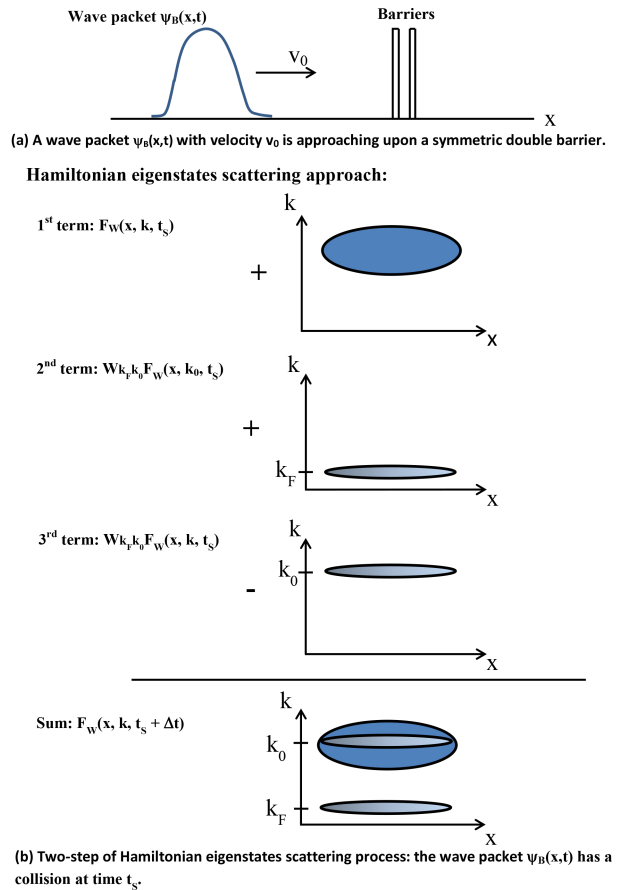 Wave packet ψB(x,t)
Barriers
v0
x
(a) A wave packet ψB(x,t) with velocity v0 is approaching upon a symmetric double barrier.
Hamiltonian eigenstates scattering approach:
k
1st term: FW(x, k, tS)
+
x
k
2nd term: WkFk0FW(x, k0, tS)
+
kF
x
k
3rd term: WkFk0FW(x, k, tS)
k0
-
x
k
Sum: FW(x, k, tS + Δt)
k0
kF
x
(b) Two-step of Hamiltonian eigenstates scattering process: the wave packet ψB(x,t) has a
collision at time tS.